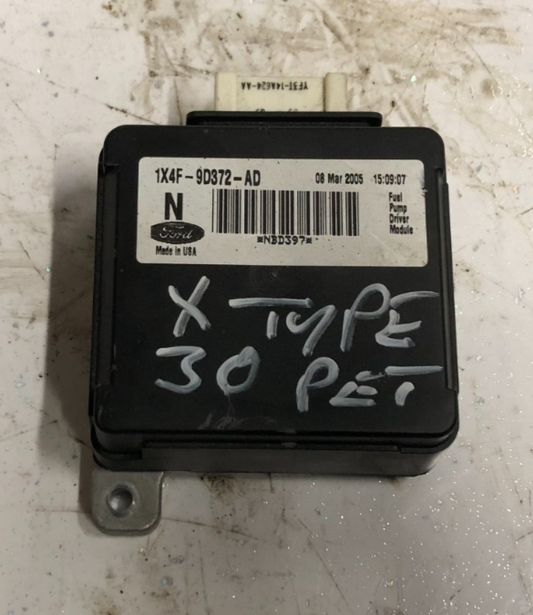 YF3T-14A624-AA
1X4F-9D372-AD 08 Mar 2005 15:09:07
N
Fuel
Pump
Driver
Module
Ford
*NBD397*
Made in USA
X TYPE
30 PET